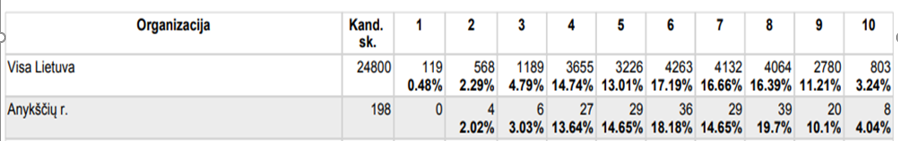 Organizacija Kand. sk. 1 2 3 4 5 6 7 8 9 10
Visa Lietuva 24800 119 568 1189 3655 3226 4263 4132 4064 2780 803
0.48% 2.29% 4.79% 14.74% 13.01% 17.19% 16.66% 16.39% 11.21% 3.24%
Anykščių r. 198 0 4 6 27 29 36 29 39 20 8
2.02% 3.03% 13.64% 14.65% 18.18% 14.65% 19.7% 10.1% 4.04%